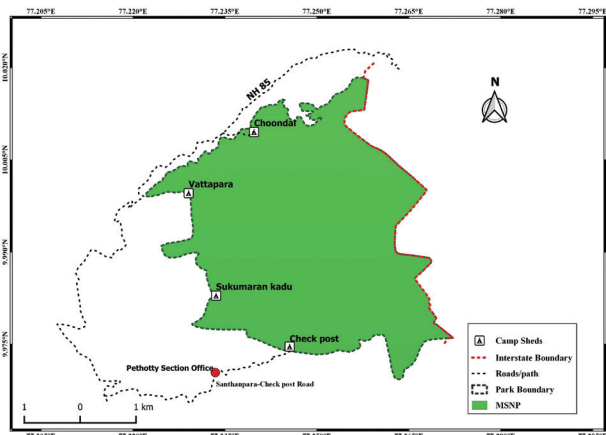 77.205°E 77.220°E 77.235°E 77.250°E 77.265°E 77.280°E 77.295°E
10.020°N
10.005°N
9.990°N
9.975°N
N
NH 85
Choondal
Vattapara
Sukumaran kadu
Check post
Pethotty Section Office
Santhanpara-Check post Road
Camp Sheds
Interstate Boundary
Roads/path
Park Boundary
MSNP
1 0 1 km